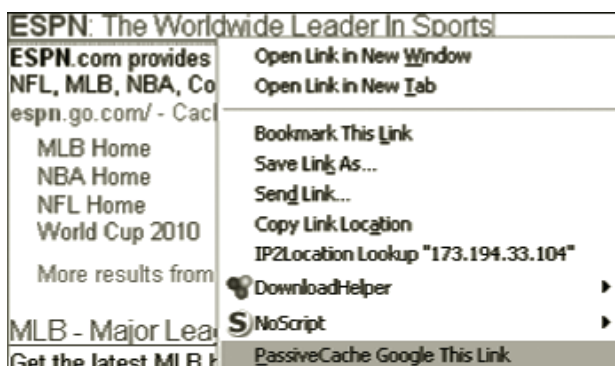 ESPN: The Worldwide Leader In Sports
ESPN.com provides
NFL, MLB, NBA, Co
espn.go.com/ - Cacl
MLB Home
NBA Home
NFL Home
World Cup 2010
More results from
MLB - Major Lea
Get the latest MLB
Open Link in New Window
Open Link in New Tab
Bookmark This Link
Save Link As...
Send Link...
Copy Link Location
IP2Location Lookup "173.194.33.104"
DownloadHelper
NoScript
PassiveCache Google This Link